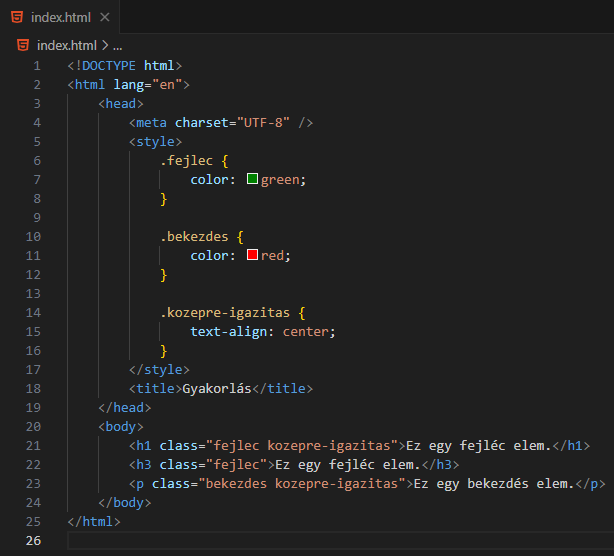 index.html
index.html > ...
1 <!DOCTYPE html>
2 <html lang="en">
3 <head>
4 <meta charset="UTF-8" />
5 <style>
6 .fejlec {
7 color: green;
8 }
9
10 .bekezdes {
11 color: red;
12 }
13
14 .kozepre-igazitas {
15 text-align: center;
16 }
17 </style>
18 <title>Gyakorlás</title>
19 </head>
20 <body>
21 <h1 class="fejlec kozepre-igazitas">Ez egy fejléc elem.</h1>
22 <h3 class="fejlec">Ez egy fejléc elem.</h3>
23 <p class="bekezdes kozepre-igazitas">Ez egy bekezdés elem.</p>
24 </body>
25 </html>
26